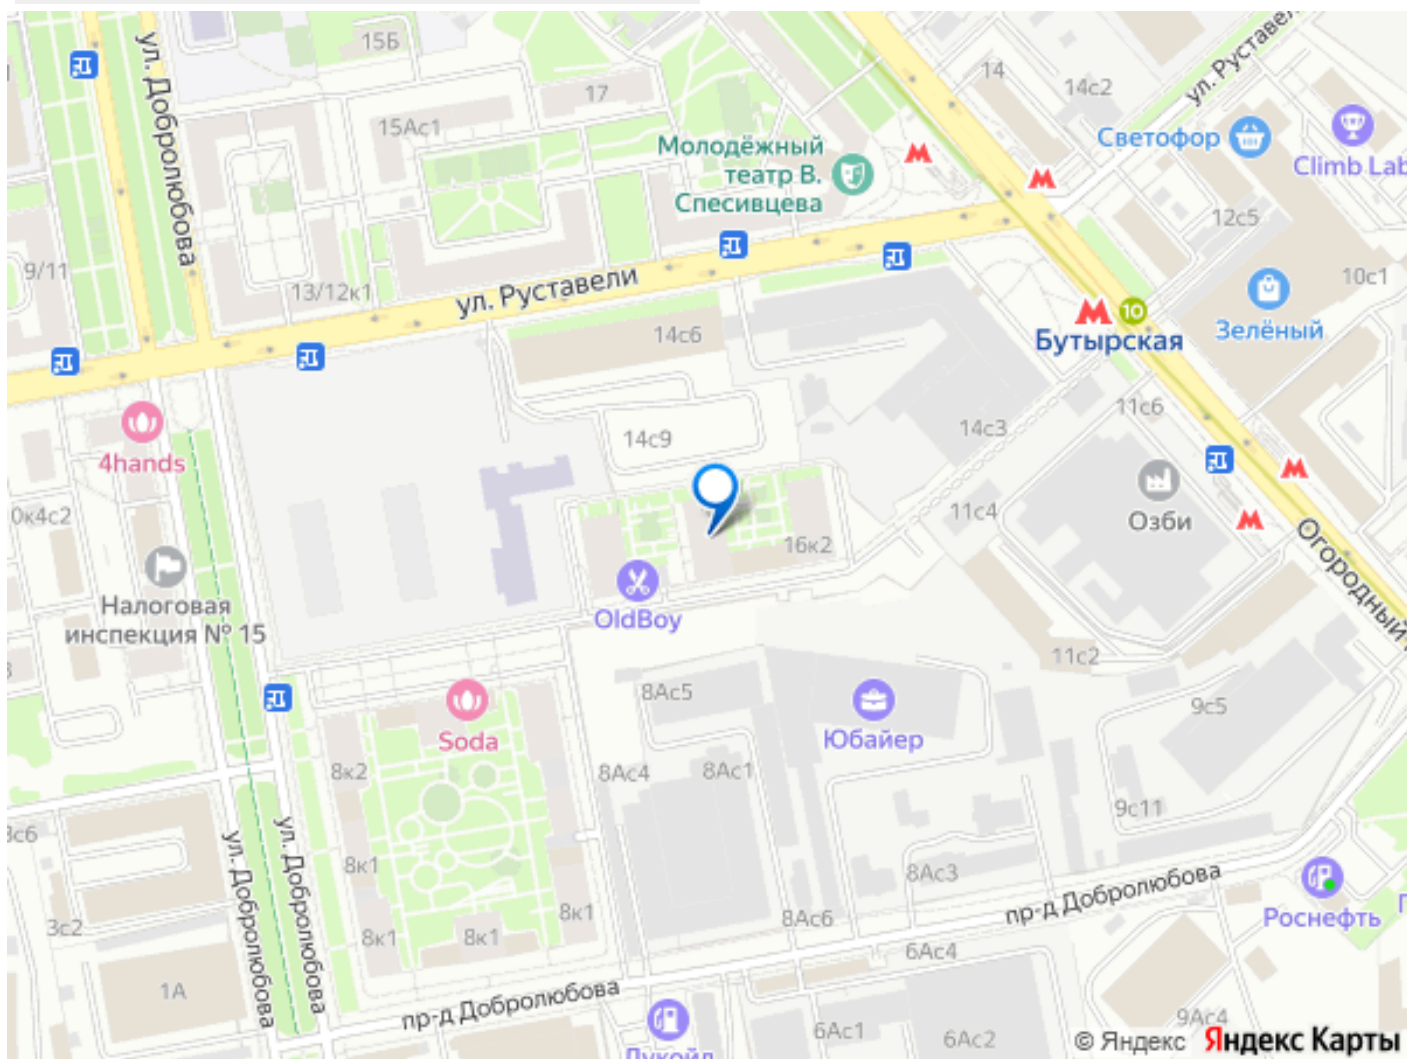 15Б
ул. Добролюбова
14
14с2
ул. Руставели
17
15Ас1
Светофор
Climb Lab
Молодёжный
театр В.
Спесивцева
12с5
9/11
13/12к1
ул. Руставели
10с1
10
Зелёный
Бутырская
14с6
11с6
14с3
14с9
4hands
0к4с2
11с4
Озби
16к2
Огородный
Налоговая
инспекция № 15
OldBoy
11с2
8Ас5
9с5
Soda
Юбайер
8к2
8Ас4
8Ас1
9с11
3с6
ул. Добролюбова
ул. Добролюбова
8к1
8Ас3
пр-д Добролюбова
Роснефть
8к1
8Ас6
3с2
8к1
8к1
6Ас4
1А
пр-д Добролюбова
6Ас1
6Ас2
9Ас4
Лукойл
© Яндекс Яндекс Карты